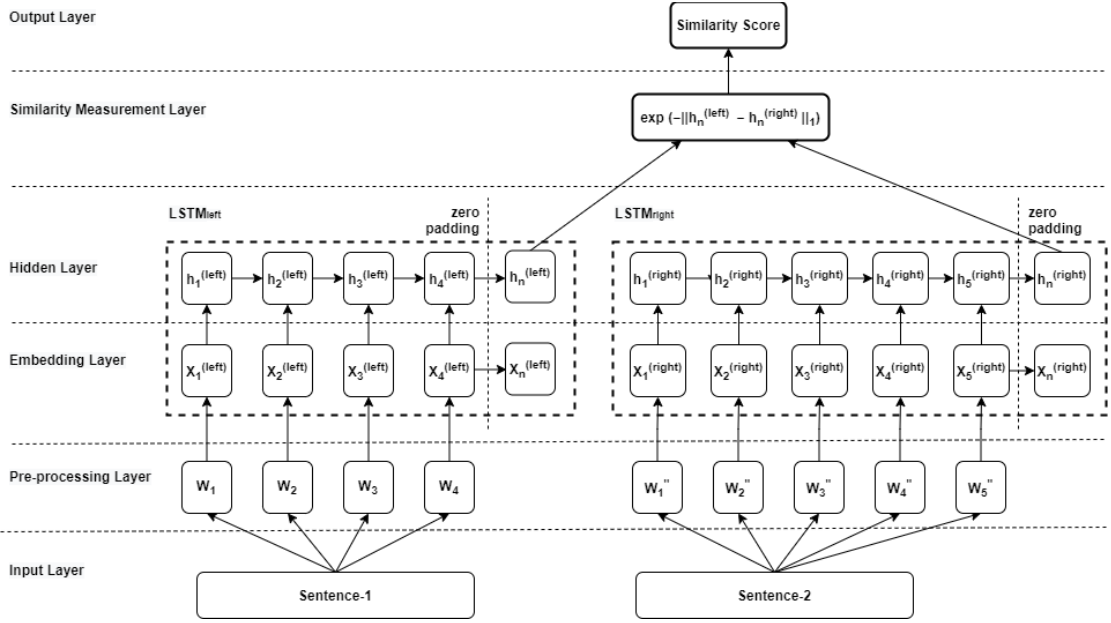 Output Layer
Similarity Score
Similarity Measurement Layer
exp (−||hₙ⁽ˡᵉᶠᵗ⁾ − hₙ⁽ʳⁱᵍʰᵗ⁾ ||₁)
LSTMleft
zero
padding
LSTMright
zero
padding
Hidden Layer
h₁(left) h₂(left) h₃(left) h₄(left) hₙ(left) h₁(right) h₂(right) h₃(right) h₄(right) h₅(right) hₙ(right)
Embedding Layer
X₁(left) X₂(left) X₃(left) X₄(left) Xₙ(left) X₁(right) X₂(right) X₃(right) X₄(right) X₅(right) Xₙ(right)
Pre-processing Layer
W₁ W₂ W₃ W₄ W₁" W₂" W₃" W₄" W₅"
Input Layer
Sentence-1
Sentence-2